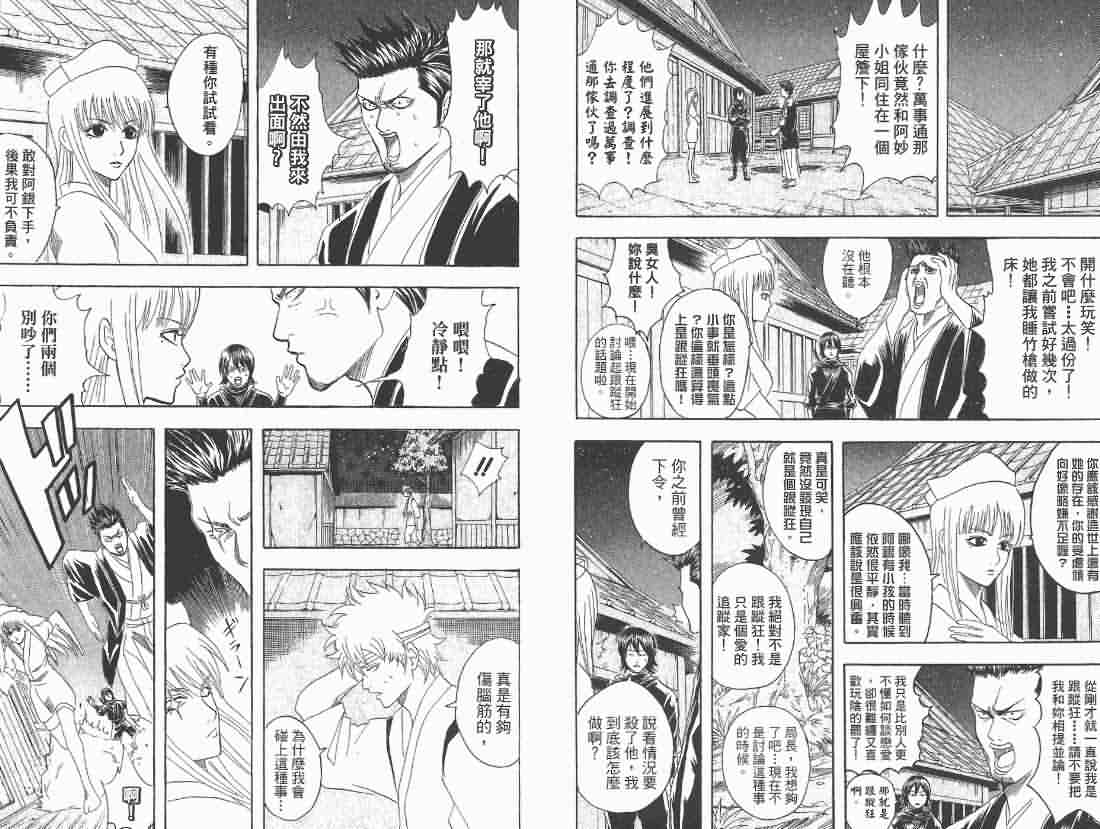 什麼?萬事通那
傢伙竟然和阿妙
小姐同住在一個
屋簷下!
他們進展到什麼
程度了?調查!
你去調查過萬事
通那傢伙了嗎?
開什麼玩笑!
不會吧…太過份了!
我之前嘗試好幾次,
她都讓我睡竹槍做的
床!
他根本
沒在聽。
臭女人!
妳說什麼!
你是誰樣?這點
小事就垂頭喪氣
?你這樣還算得
上是跟蹤狂嗎!
喂…現在開始
討論起跟蹤狂
的話題啦。
你應該感謝這世上還有
她的存在,你的受虐傾
向好像略嫌不足喔?
哪像我…當時聽到
阿銀有小孩的時候
依然很平靜,其實
應該說是很興奮。
真是可笑,
竟然沒發現自己
就是個跟蹤狂。
你之前曾經
下令,
從剛才就一直說我是
跟蹤狂……請不要把
我和妳相提並論!
我只是比別人更
不懂如何談戀愛
,卻很難纏又喜
歡玩陰的罷了!
那就是
跟蹤狂
啊。
我絕對不是
跟蹤狂!我
只是個愛的
追蹤家!
局長,我想夠
了吧…現在不
是討論這種事
的時候。
說看情況要
殺了他,我
到底該怎麼
做啊?
那就宰了他啊!
不然由我來
出面啊?
有種你試試看。
敢對阿銀下手,
後果我可不負責。
喂喂!
冷靜點!
你們兩個
別吵了……
!!
真是有夠
傷腦筋的,
為什麼我會
碰上這種事…
啊!